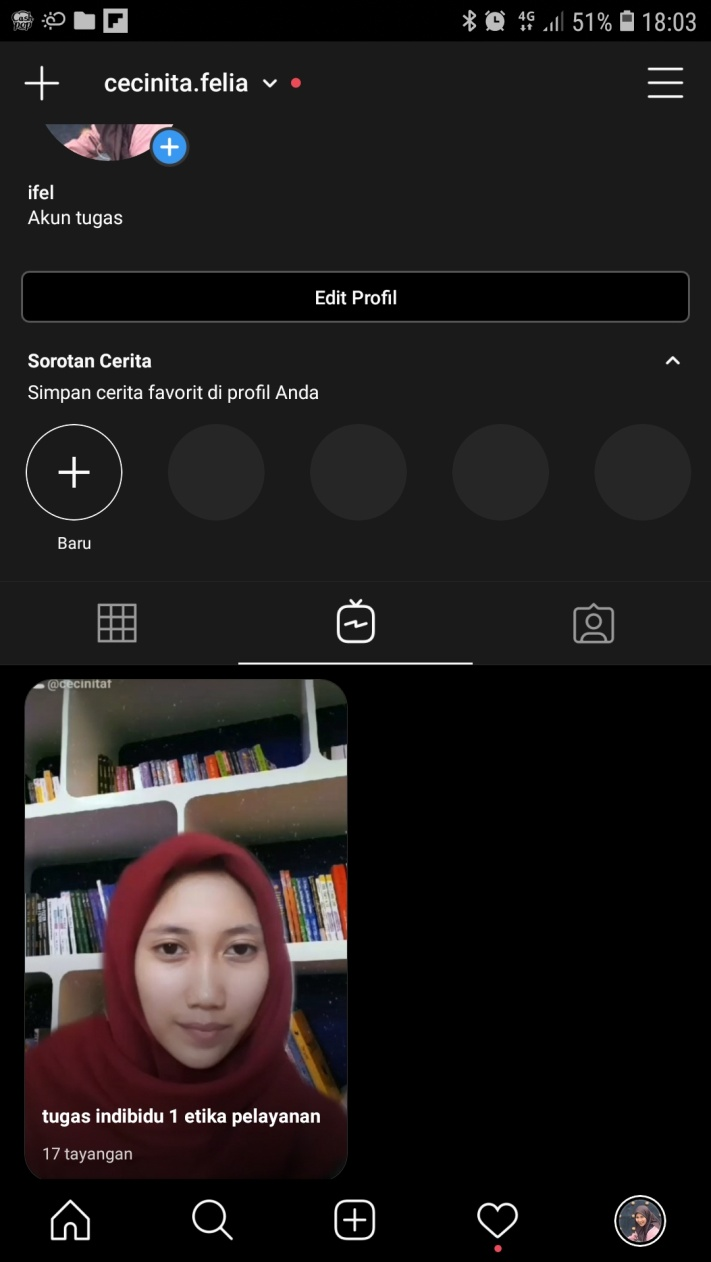 4G 51% 18:03
cecinita.felia
ifel
Akun tugas
Edit Profil
Sorotan Cerita
Simpan cerita favorit di profil Anda
Baru
@cecinitaf
tugas indibidu 1 etika pelayanan
17 tayangan